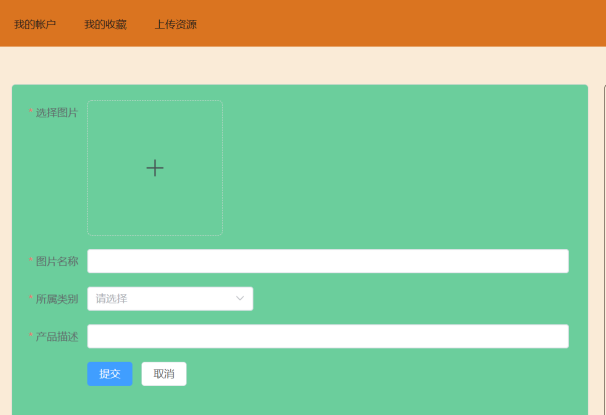 我的帐户 我的收藏 上传资源
* 选择图片
* 图片名称
* 所属类别 请选择
* 产品描述
提交 取消